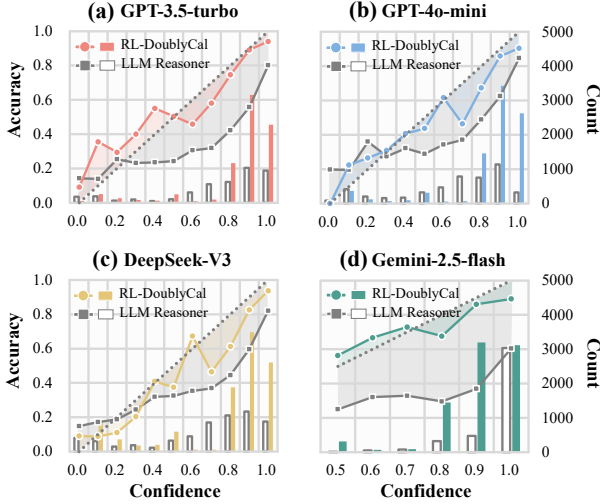 (a) GPT-3.5-turbo
(b) GPT-4o-mini
1.0
0.8
0.6
0.4
0.2
0.0
Accuracy
RL-DoublyCal
LLM Reasoner
0.0 0.2 0.4 0.6 0.8 1.0
RL-DoublyCal
LLM Reasoner
0.0 0.2 0.4 0.6 0.8 1.0
5000
4000
3000
2000
1000
0
Count
(c) DeepSeek-V3
(d) Gemini-2.5-flash
1.0
0.8
0.6
0.4
0.2
0.0
Accuracy
RL-DoublyCal
LLM Reasoner
0.0 0.2 0.4 0.6 0.8 1.0
Confidence
RL-DoublyCal
LLM Reasoner
0.5 0.6 0.7 0.8 0.9 1.0
Confidence
5000
4000
3000
2000
1000
0
Count